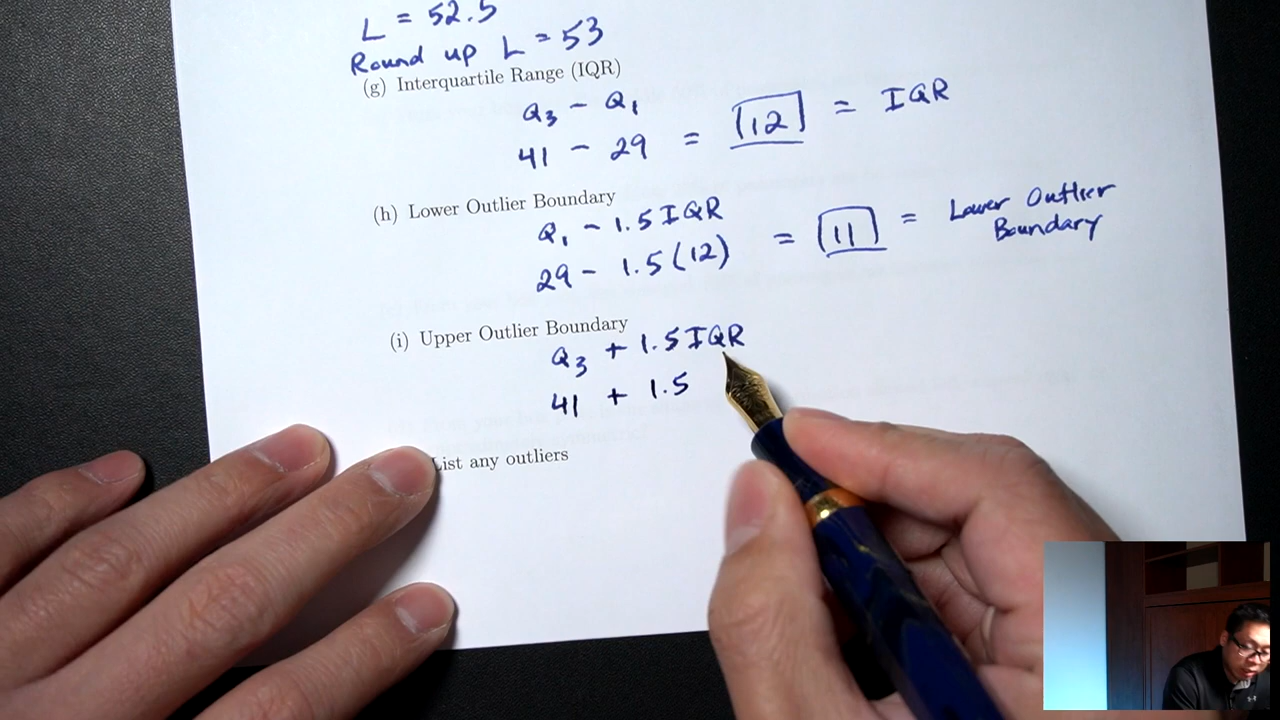 L = 52.5
Round up L = 53
(g) Interquartile Range (IQR)
Q3 - Q1
41 - 29 = 12 = IQR
(h) Lower Outlier Boundary
Q1 - 1.5 IQR
29 - 1.5(12) = 11 = Lower Outlier Boundary
(i) Upper Outlier Boundary
Q3 + 1.5 IQR
41 + 1.5
List any outliers